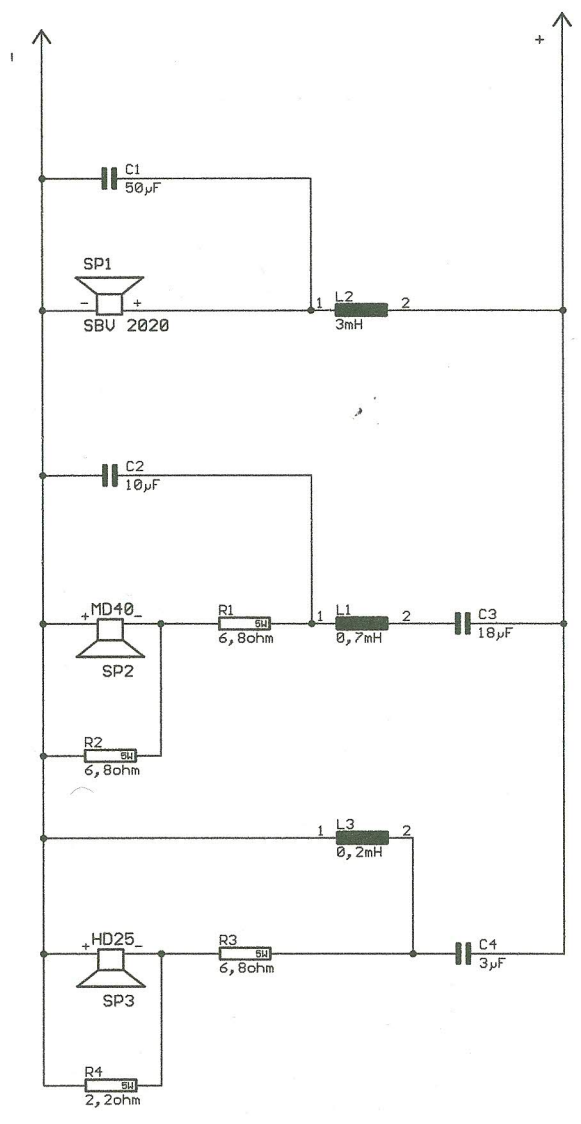 +
C1
50µF
SP1
- +
SBV 2020
1 L2 2
3mH
C2
10µF
+ MD40 -
SP2
R1
5W
6,8ohm
1 L1 2
0,7mH
C3
18µF
R2
5W
6,8ohm
1 L3 2
0,2mH
+ HD25 -
SP3
R3
5W
6,8ohm
C4
3µF
R4
5W
2,2ohm